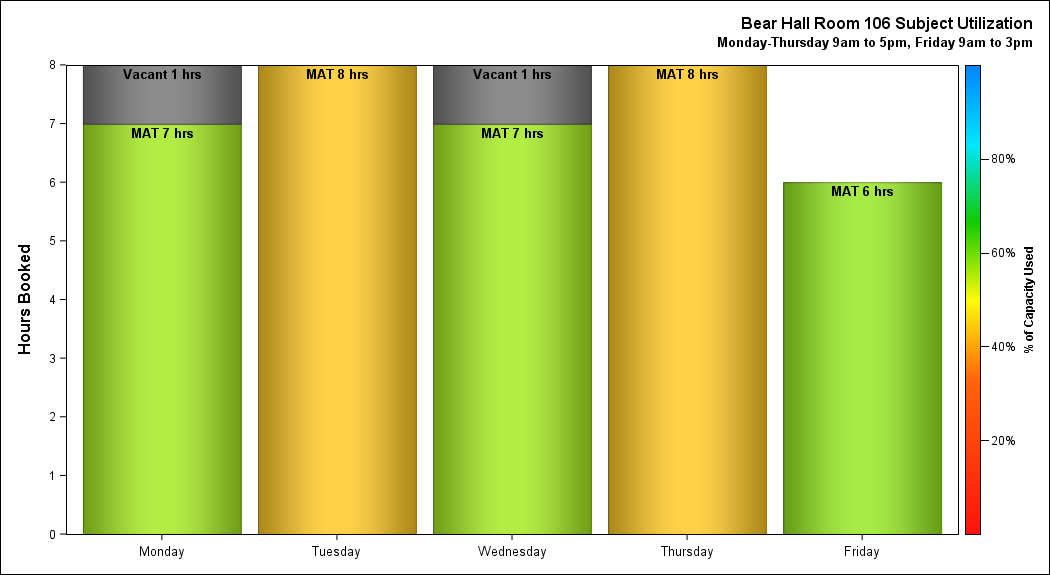 Bear Hall Room 106 Subject Utilization
Monday-Thursday 9am to 5pm, Friday 9am to 3pm
Hours Booked
8
7
6
5
4
3
2
1
0
Vacant 1 hrs
MAT 7 hrs
MAT 8 hrs
Vacant 1 hrs
MAT 7 hrs
MAT 8 hrs
MAT 6 hrs
Monday
Tuesday
Wednesday
Thursday
Friday
80%
60%
40%
20%
% of Capacity Used